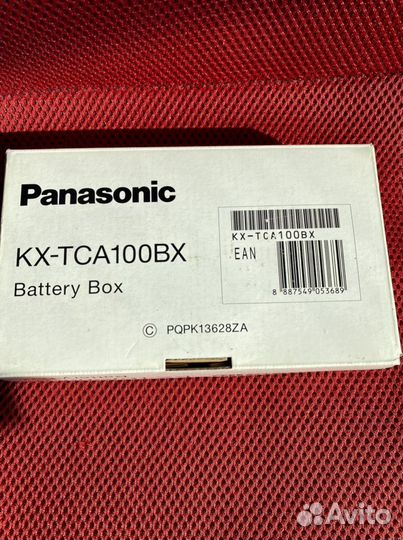 Panasonic
KX-TCA100BX
Battery Box
KX-TCA100BX
EAN
8 887549 053689
© PQPK13628ZA
Avito